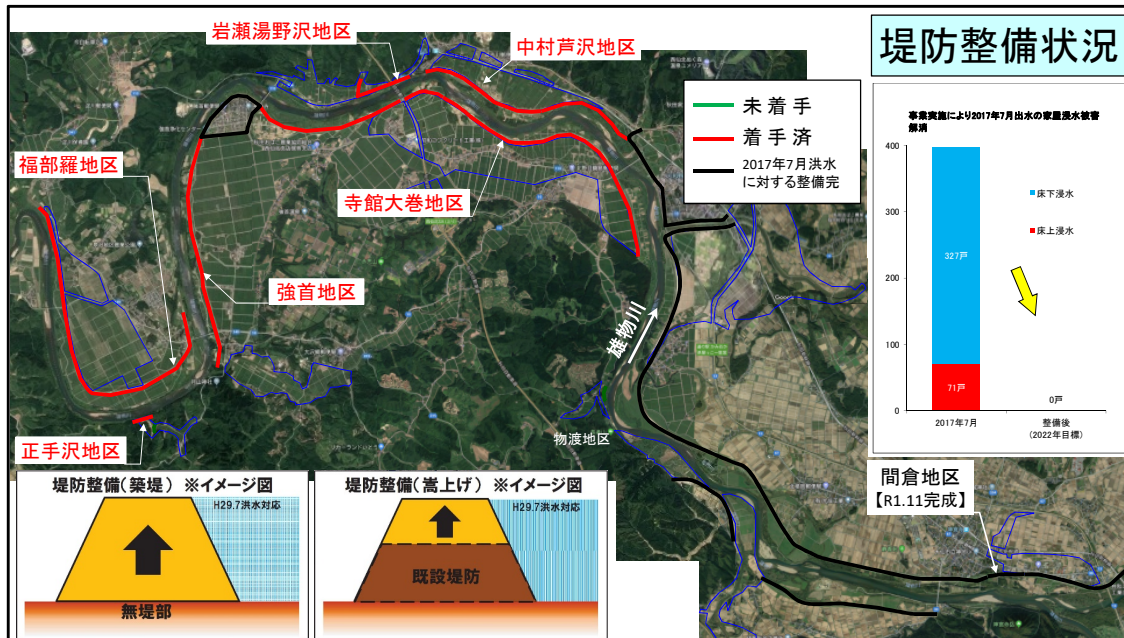 堤防整備状況
岩瀬湯野沢地区
中村芦沢地区
未着手
着手済
2017年7月洪水
に対する整備完
福部羅地区
寺館大巻地区
強首地区
雄物川
物渡地区
正手沢地区
間倉地区
【R1.11完成】
事業実施により2017年7月出水の家屋浸水被害
解消
400
300
200
100
0
床下浸水
床上浸水
327戸
71戸
0戸
2017年7月
整備後
(2022年目標)
堤防整備(築堤) ※イメージ図
H29.7洪水対応
無堤部
堤防整備(嵩上げ) ※イメージ図
H29.7洪水対応
既設堤防